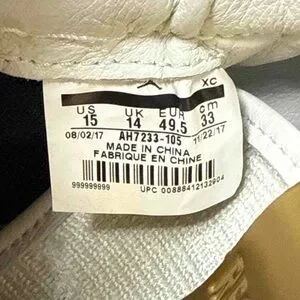 XC
US UK EUR cm
15 14 49.5 33
08/02/17 AH7233-105 11/22/17
MADE IN CHINA
FABRIQUE EN CHINE
999999999
UPC 00888412132904